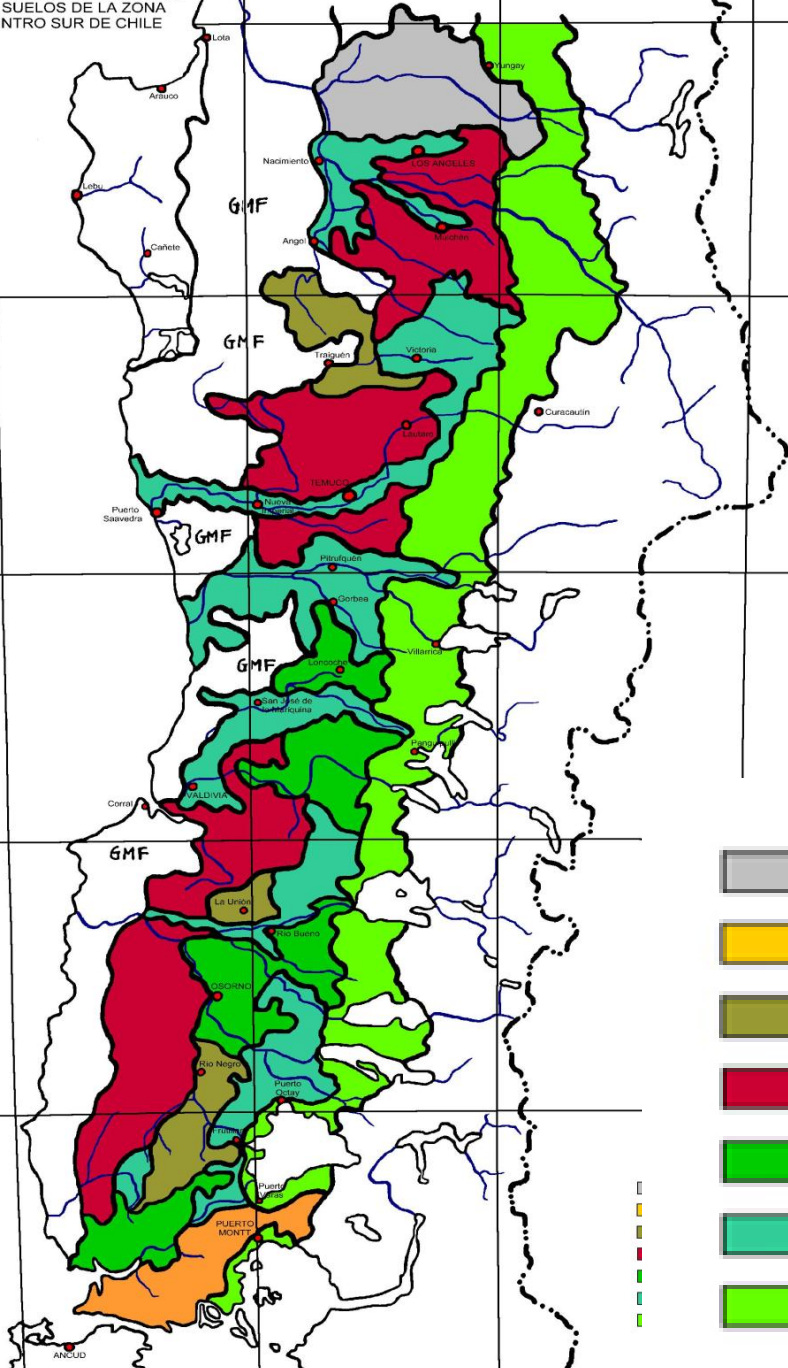 SUELOS DE LA ZONA
NTRO SUR DE CHILE
Lota
Yungay
Arauco
Nacimiento
LOS ANGELES
Lebu
GMF
Mulchén
Angol
Cañete
GMF
Traiguén
Victoria
Curacautín
Lautaro
TEMUCO
Nueva
Imperial
Puerto
Saavedra
GMF
Pitrufquén
Gorbea
Villarrica
GMF
Loncoche
San José de
la Mariquina
Panguipulli
VALDIVIA
Corral
GMF
La Unión
Río Bueno
OSORNO
Río Negro
Puerto
Octay
Frutillar
Puerto
Varas
PUERTO
MONTT
ANCUD